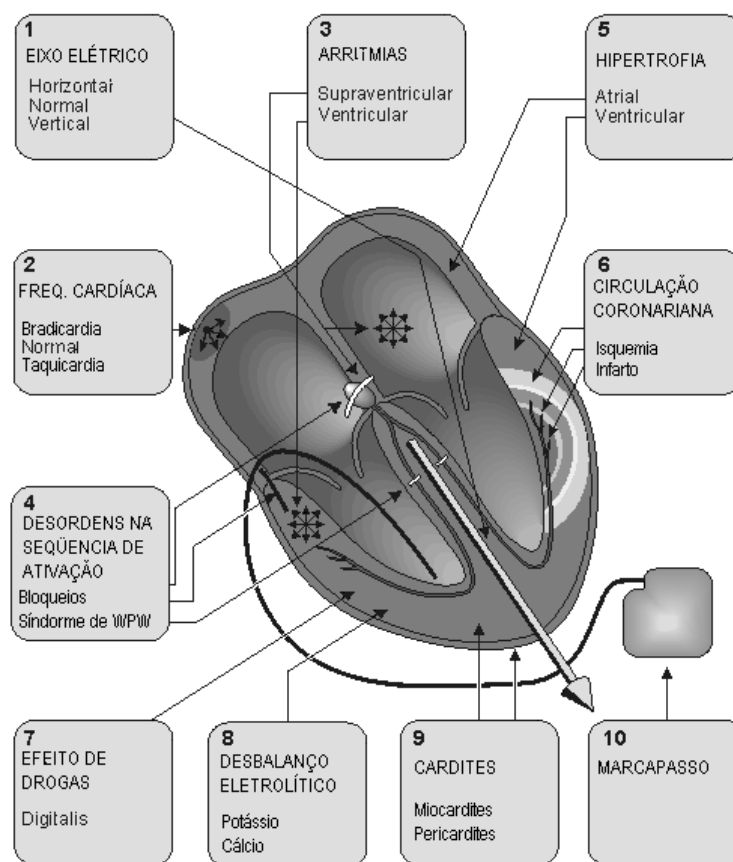 1
EIXO ELÉTRICO
Horizontal
Normal
Vertical
3
ARRITMIAS
Supraventricular
Ventricular
5
HIPERTROFIA
Atrial
Ventricular
2
FREQ. CARDÍACA
Bradicardia
Normal
Taquicardia
6
CIRCULAÇÃO
CORONARIANA
Isquemia
Infarto
4
DESORDENS NA
SEQÜENCIA DE
ATIVAÇÃO
Bloqueios
Síndorme de WPW
7
EFEITO DE
DROGAS
Digitalis
8
DESBALANÇO
ELETROLÍTICO
Potássio
Cálcio
9
CARDITES
Miocardites
Pericardites
10
MARCAPASSO